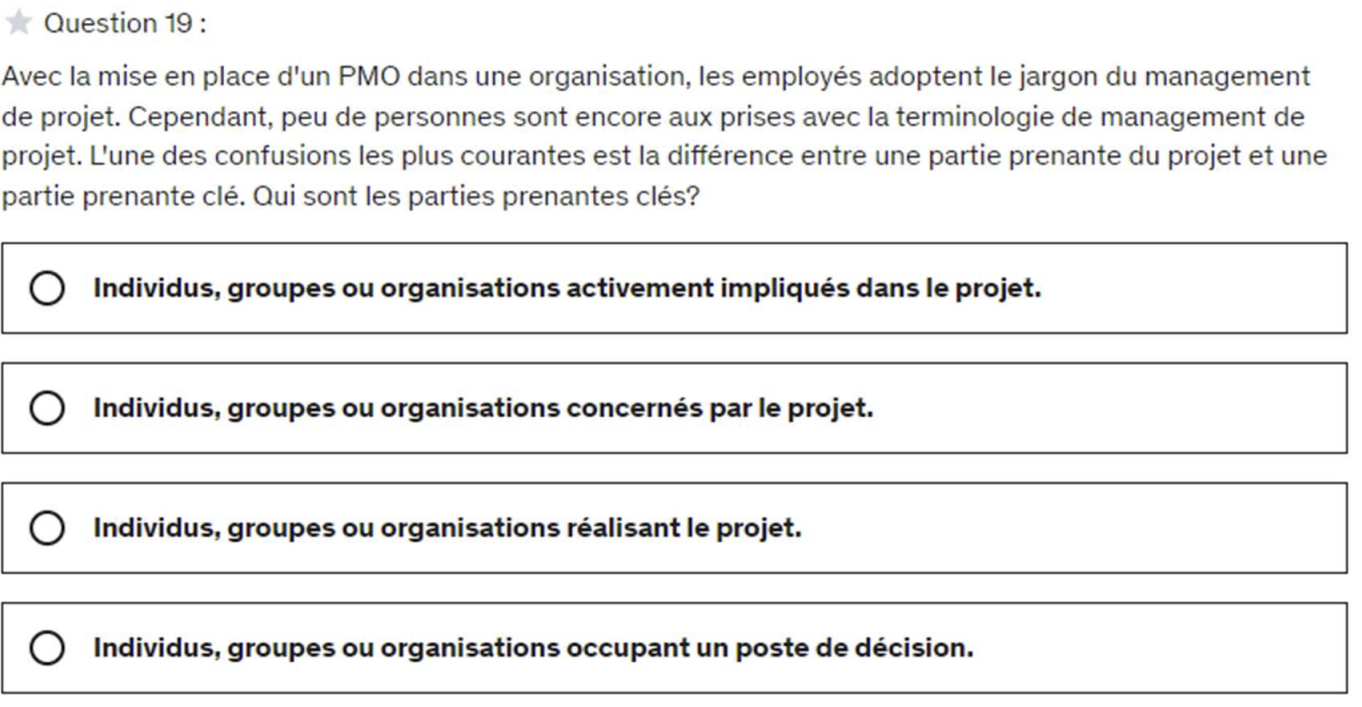 Question 19 :
Avec la mise en place d'un PMO dans une organisation, les employés adoptent le jargon du management
de projet. Cependant, peu de personnes sont encore aux prises avec la terminologie de management de
projet. L'une des confusions les plus courantes est la différence entre une partie prenante du projet et une
partie prenante clé. Qui sont les parties prenantes clés?
Individus, groupes ou organisations activement impliqués dans le projet.
Individus, groupes ou organisations concernés par le projet.
Individus, groupes ou organisations réalisant le projet.
Individus, groupes ou organisations occupant un poste de décision.